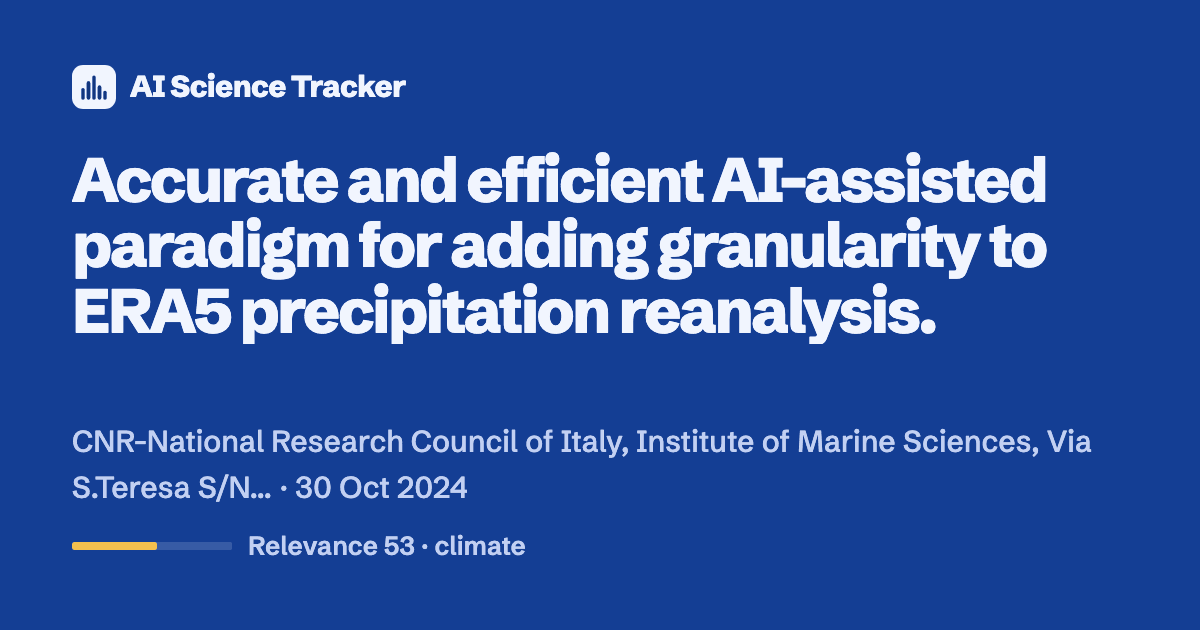 AI Science Tracker
Accurate and efficient AI-assisted
paradigm for adding granularity to
ERA5 precipitation reanalysis.
CNR-National Research Council of Italy, Institute of Marine Sciences, Via
S.Teresa S/N... · 30 Oct 2024
Relevance 53 · climate